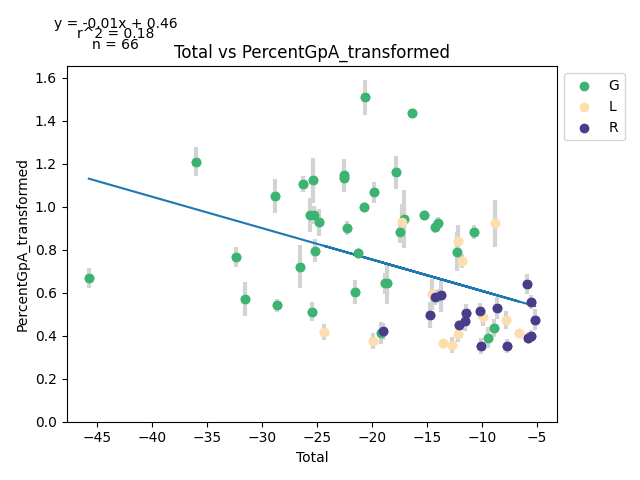 y = -0.01x + 0.46
r^2 = 0.18
n = 66
Total vs PercentGpA_transformed
G
L
R
PercentGpA_transformed
1.6
1.4
1.2
1.0
0.8
0.6
0.4
0.2
0.0
−45 −40 −35 −30 −25 −20 −15 −10 −5
Total